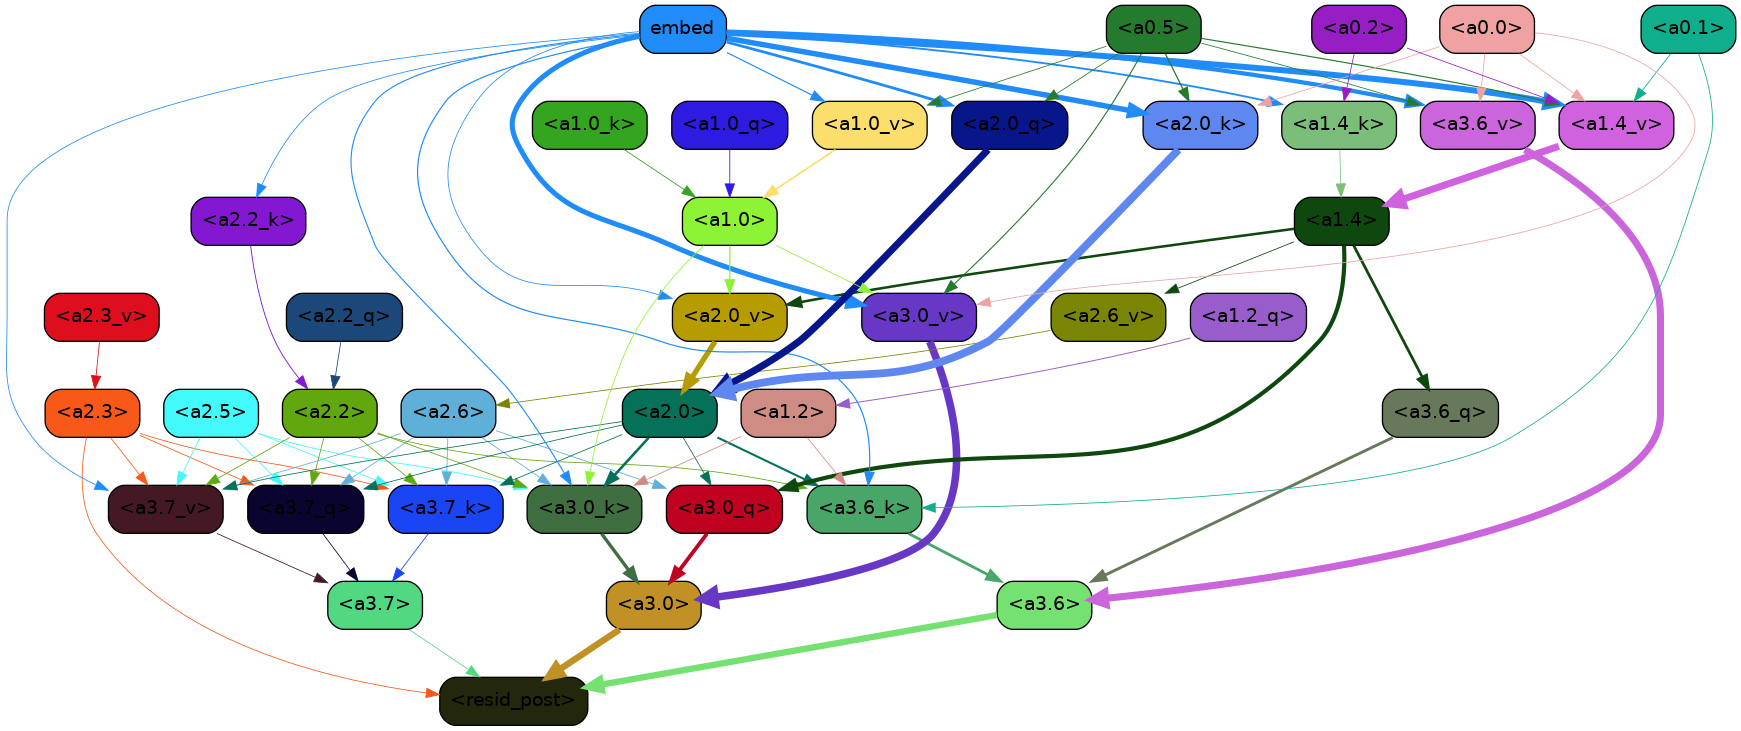 embed <a0.5> <a0.2> <a0.0> <a0.1>
<a1.0_k> <a1.0_q> <a1.0_v> <a2.0_q> <a2.0_k> <a1.4_k> <a3.6_v> <a1.4_v>
<a2.2_k> <a1.0> <a1.4>
<a2.3_v> <a2.2_q> <a2.0_v> <a3.0_v> <a2.6_v> <a1.2_q>
<a2.3> <a2.5> <a2.2> <a2.6> <a2.0> <a1.2> <a3.6_q>
<a3.7_v> <a3.7_q> <a3.7_k> <a3.0_k> <a3.0_q> <a3.6_k>
<a3.7> <a3.0> <a3.6>
<resid_post>